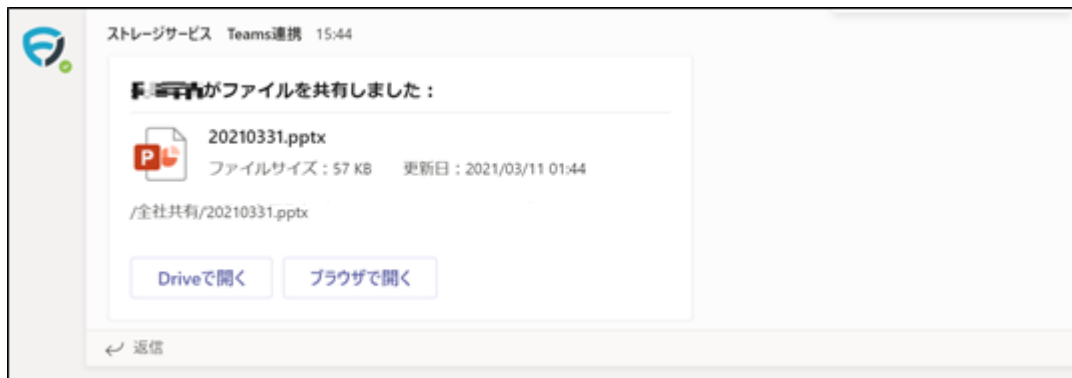 ストレージサービス Teams連携 15:44
がファイルを共有しました：
20210331.pptx
ファイルサイズ：57 KB 更新日：2021/03/11 01:44
/全社共有/20210331.pptx
Driveで開く ブラウザで開く
返信